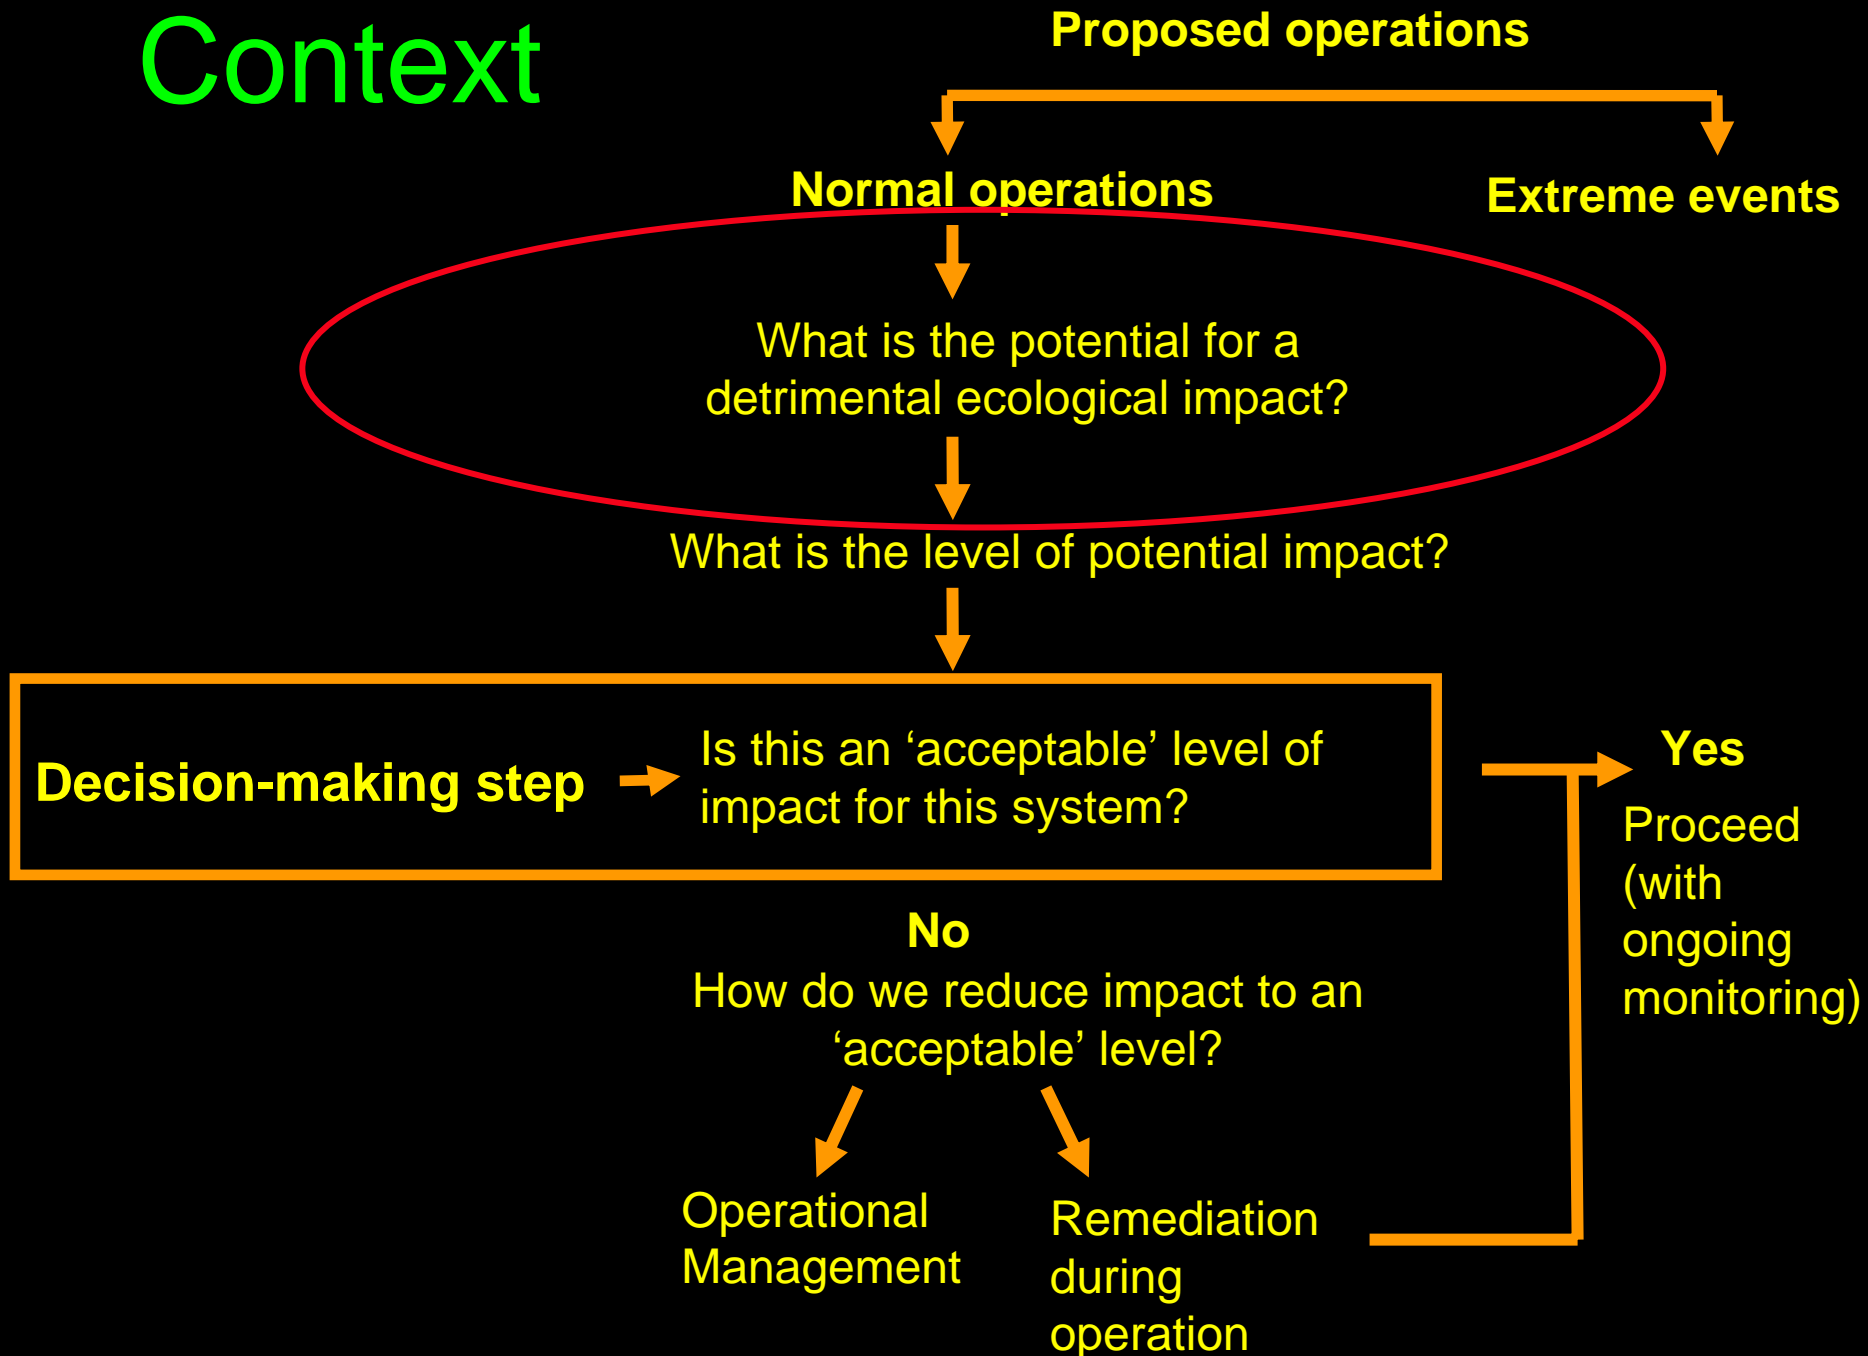 Context
Proposed operations
Normal operations
Extreme events
What is the potential for a
detrimental ecological impact?
What is the level of potential impact?
Decision-making step
Is this an ‘acceptable’ level of
impact for this system?
Yes
Proceed
(with
ongoing
monitoring)
No
How do we reduce impact to an
‘acceptable’ level?
Operational
Management
Remediation
during
operation